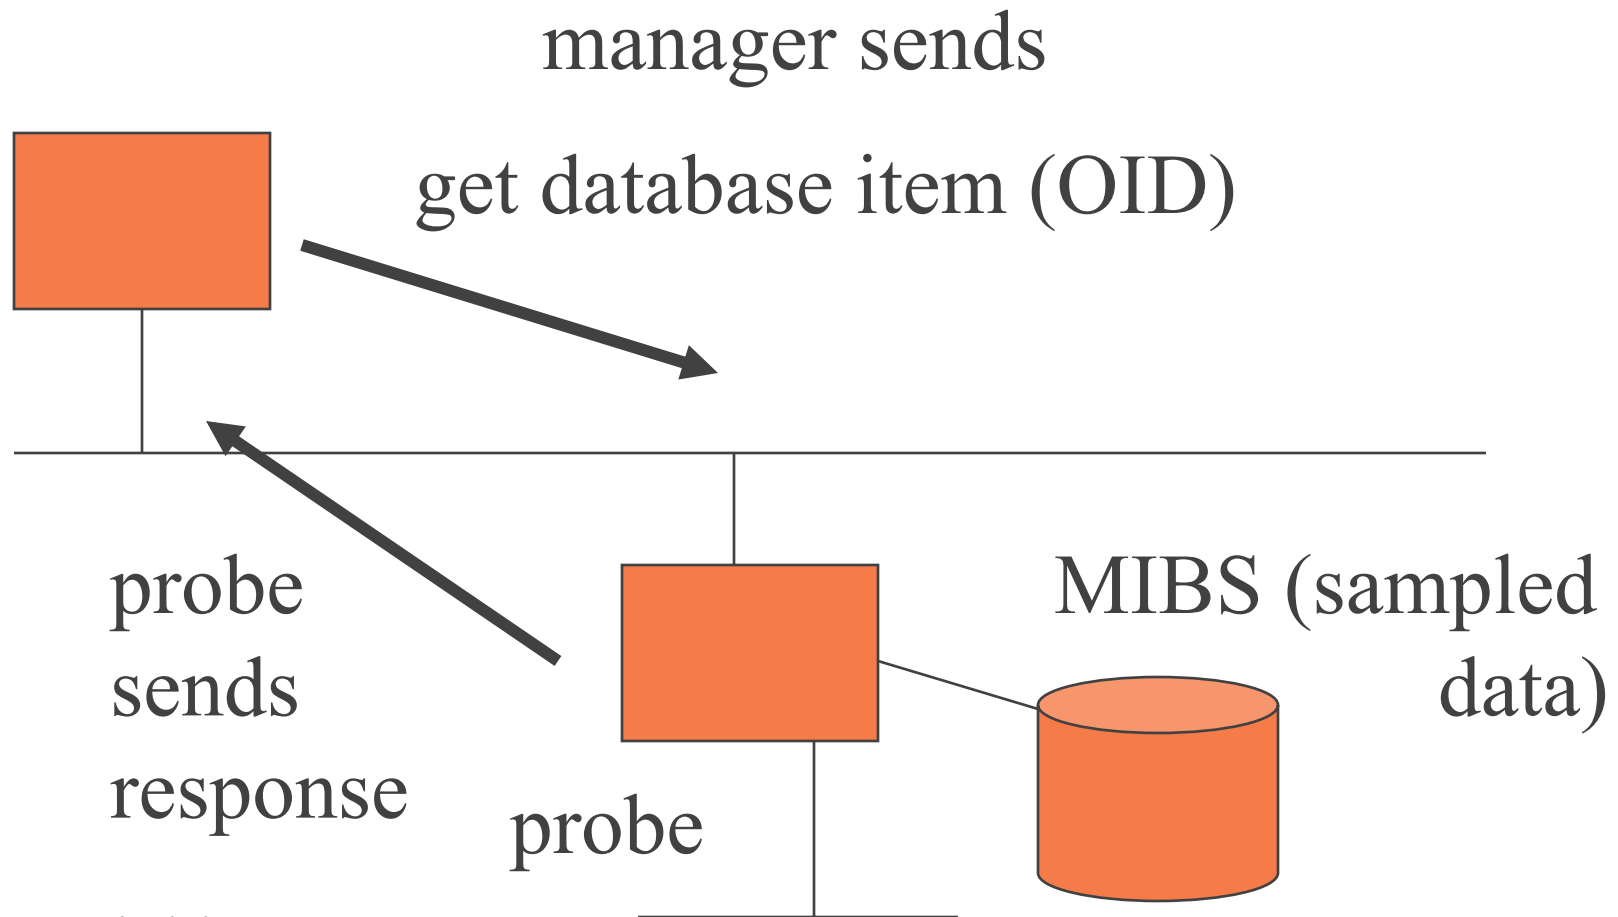 manager sends
get database item (OID)
probe
sends
response
MIBS (sampled
data)
probe